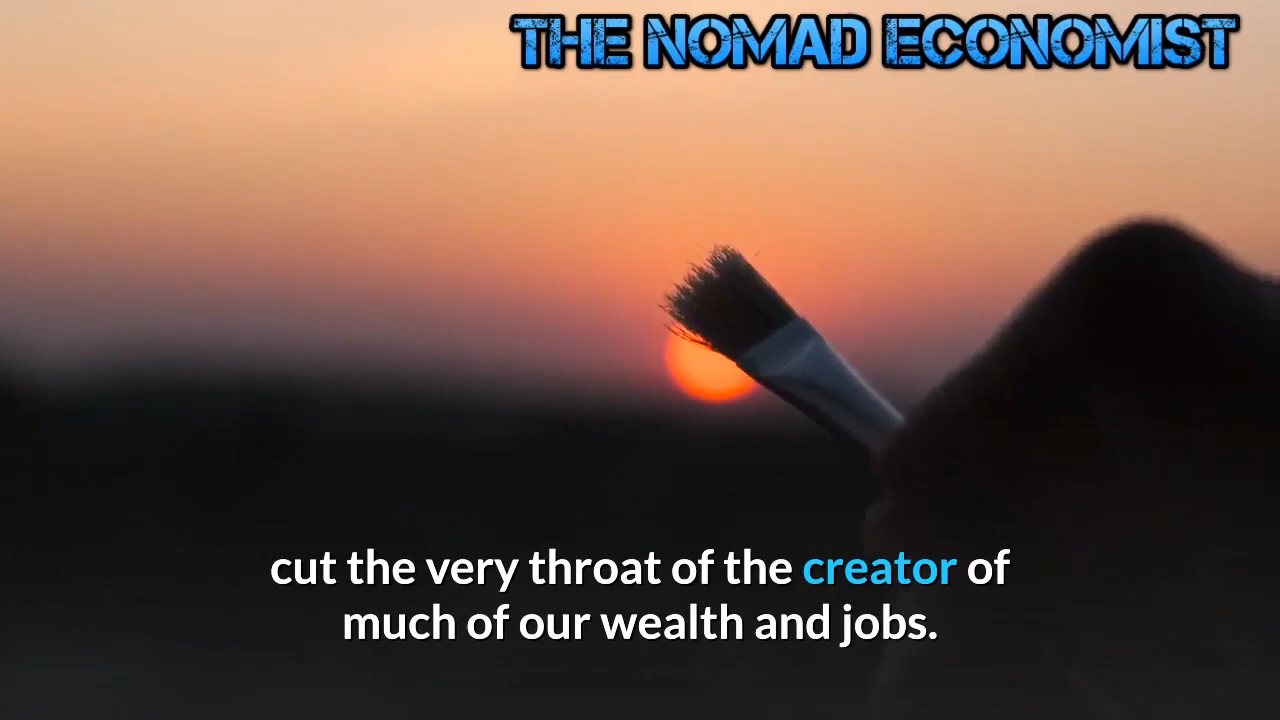 THE NOMAD ECONOMIST
cut the very throat of the creator of
much of our wealth and jobs.